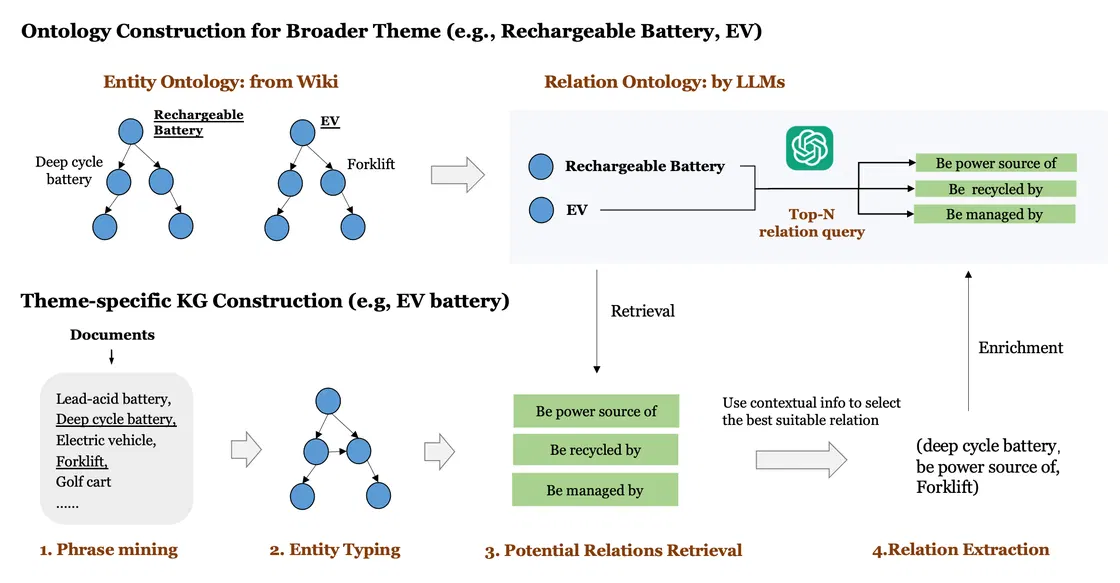 Ontology Construction for Broader Theme (e.g., Rechargeable Battery, EV)
Entity Ontology: from Wiki
Relation Ontology: by LLMs
Rechargeable
Battery
EV
Deep cycle
battery
Forklift
Rechargeable Battery
EV
Top-N
relation query
Be power source of
Be recycled by
Be managed by
Theme-specific KG Construction (e.g, EV battery)
Retrieval
Enrichment
Documents
Lead-acid battery,
Deep cycle battery,
Electric vehicle,
Forklift,
Golf cart
......
Be power source of
Be recycled by
Be managed by
Use contextual info to select
the best suitable relation
(deep cycle battery,
be power source of,
Forklift)
1. Phrase mining
2. Entity Typing
3. Potential Relations Retrieval
4.Relation Extraction